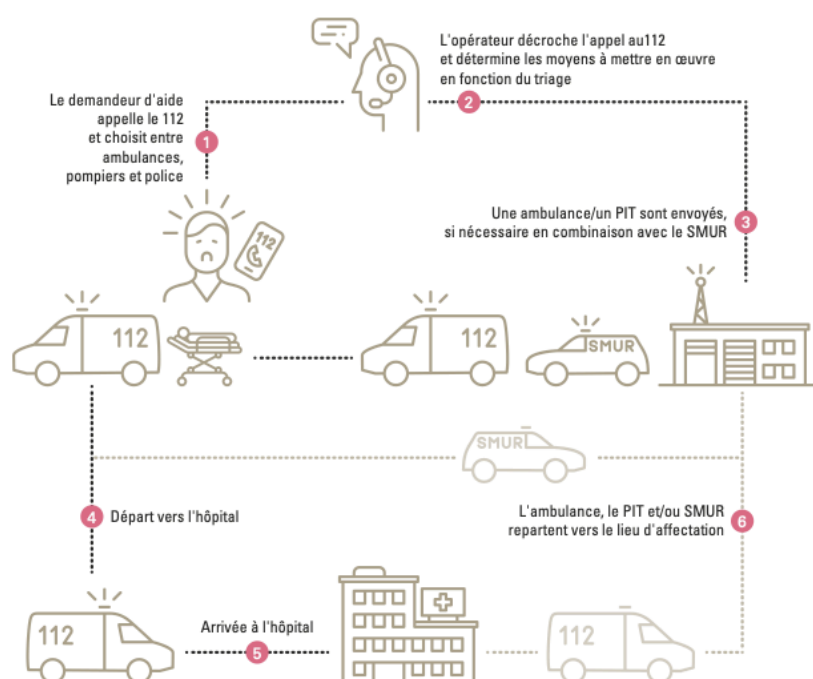 L'opérateur décroche l'appel au112
et détermine les moyens à mettre en œuvre
en fonction du triage
2
Le demandeur d'aide
appelle le 112
et choisit entre
ambulances,
pompiers et police
1
112
Une ambulance/un PIT sont envoyés,
si nécessaire en combinaison avec le SMUR
3
112
112
SMUR
SMUR
4
Départ vers l'hôpital
L'ambulance, le PIT et/ou SMUR
repartent vers le lieu d'affectation
6
112
Arrivée à l'hôpital
5
112